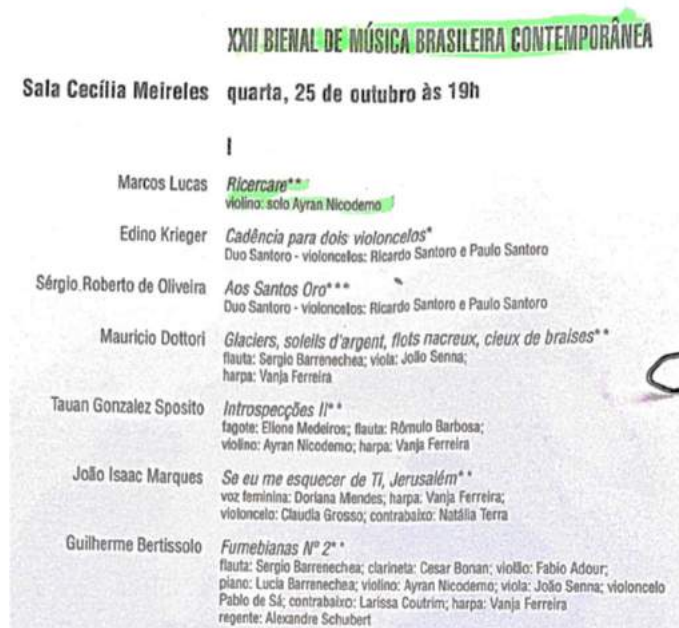 XXII BIENAL DE MÚSICA BRASILEIRA CONTEMPORÂNEA
Sala Cecília Meireles quarta, 25 de outubro às 19h
I
Marcos Lucas Ricercare**
violino: solo Ayran Nicodemo
Edino Krieger Cadência para dois violoncelos*
Duo Santoro - violoncelos: Ricardo Santoro e Paulo Santoro
Sérgio Roberto de Oliveira Aos Santos Oro***
Duo Santoro - violoncelos: Ricardo Santoro e Paulo Santoro
Mauricio Dottori Glaciers, soleils d'argent, flots nacreux, cieux de braises**
flauta: Sergio Barrenechea; viola: João Senna;
harpa: Vanja Ferreira
Tauan Gonzalez Sposito Introspecções II**
fagote: Elione Medeiros; flauta: Rômulo Barbosa;
violino: Ayran Nicodemo; harpa: Vanja Ferreira
João Isaac Marques Se eu me esquecer de Ti, Jerusalém**
voz feminina: Doriana Mendes; harpa: Vanja Ferreira;
violoncelo: Claudia Grosso; contrabaixo: Natália Terra
Guilherme Bertissolo Fumebianas Nº 2**
flauta: Sergio Barrenechea; clarineta: Cesar Bonan; violão: Fabio Adour;
piano: Lucia Barrenechea; violino: Ayran Nicodemo; viola: João Senna; violoncelo
Pablo de Sá; contrabaixo: Larissa Coutrim; harpa: Vanja Ferreira
regente: Alexandre Schubert